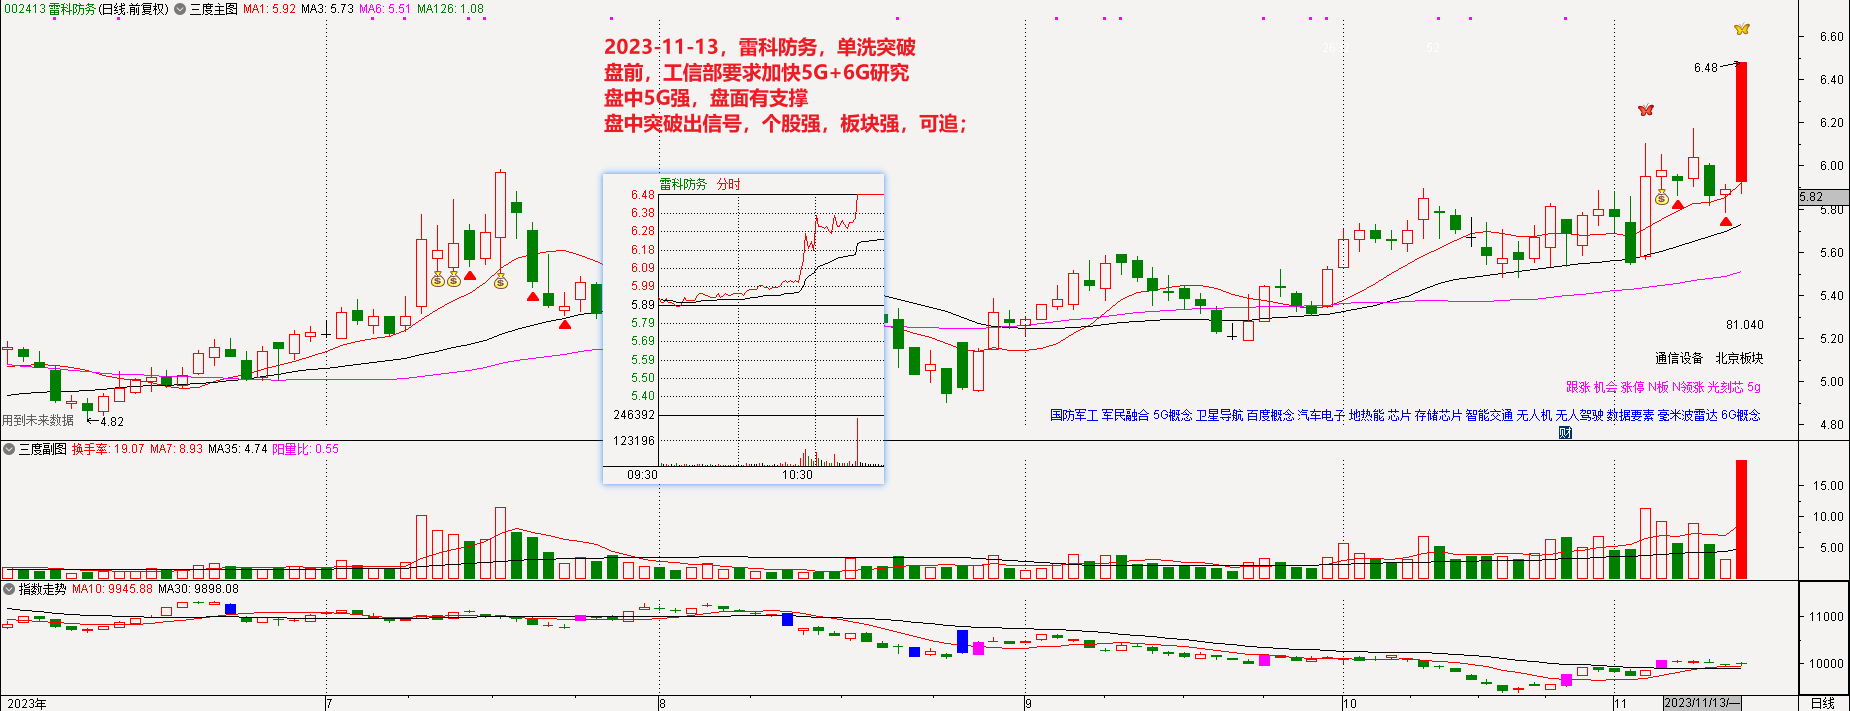 002413 雷科防务(日线.前复权) 三度主图 MA1: 5.92 MA3: 5.73 MA6: 5.51 MA126: 1.08
2023-11-13，雷科防务，单洗突破
盘前，工信部要求加快5G+6G研究
盘中5G强，盘面有支撑
盘中突破出信号，个股强，板块强，可追；
6.48
6.60
6.40
6.20
6.00
5.82
5.80
5.60
5.40
5.20
5.00
4.80
雷科防务 分时
6.48
6.38
6.28
6.18
6.09
5.99
5.89
5.79
5.69
5.59
5.50
5.40
246392
123196
09:30 10:30
81.040
通信设备 北京板块
跟涨 机会 涨停 N板 N领涨 光刻芯 5g
国防军工 军民融合 5G概念 卫星导航 百度概念 汽车电子 地热能 芯片 存储芯片 智能交通 无人机 无人驾驶 数据要素 毫米波雷达 6G概念
财
用到未来数据
4.82
三度副图 换手率: 19.07 MA7: 8.93 MA35: 4.74 阳量比: 0.55
15.00
10.00
5.00
指数走势 MA10: 9945.88 MA30: 9898.08
11000
10000
2023年 7 8 9 10 11 2023/11/13/一 日线